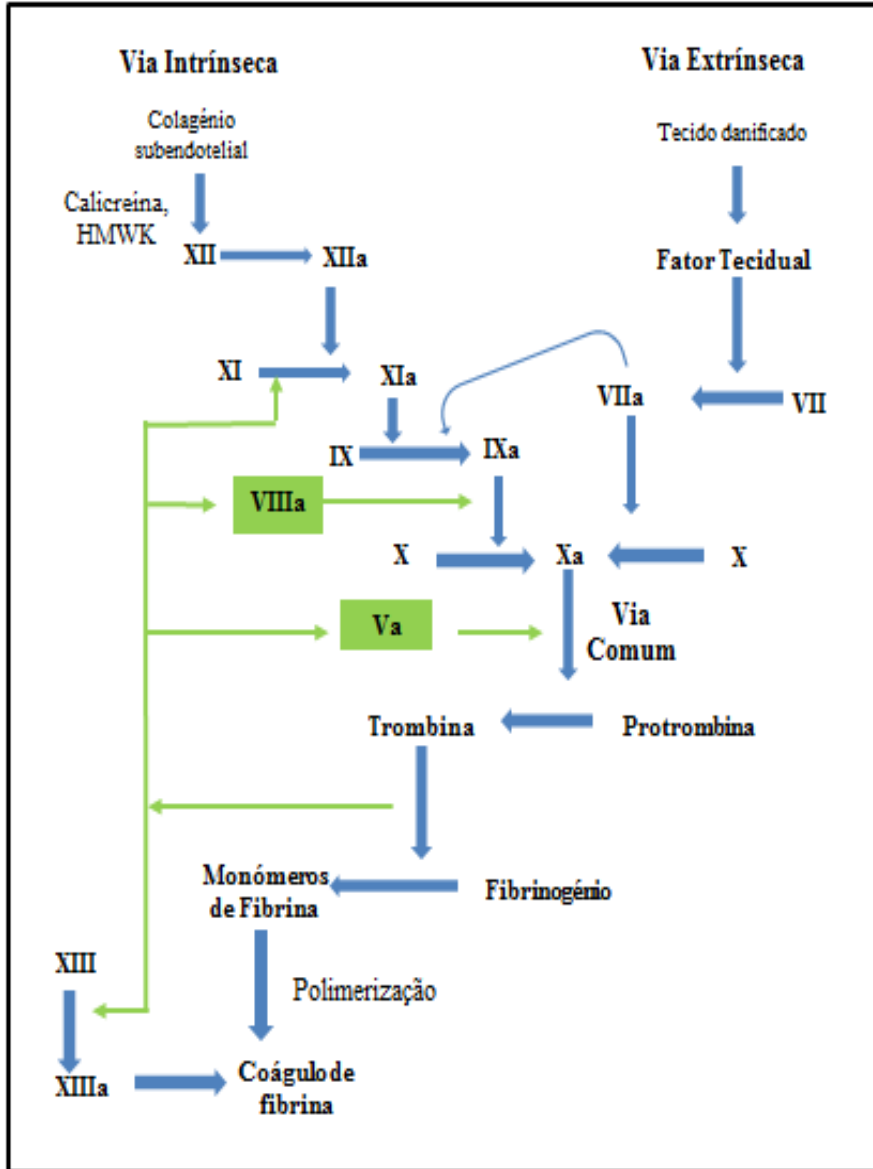 Via Intrínseca
Via Extrínseca
Colagénio
subendotelial
Tecido danificado
Calicreína,
HMWK
XII
XIIa
Fator Tecidual
XI
XIa
VIIa
VII
IX
IXa
VIIIa
X
Xa
X
Va
Via
Comum
Trombina
Protrombina
Monómeros
de Fibrina
Fibrinogénio
XIII
Polimerização
XIIIa
Coágulo de
fibrina